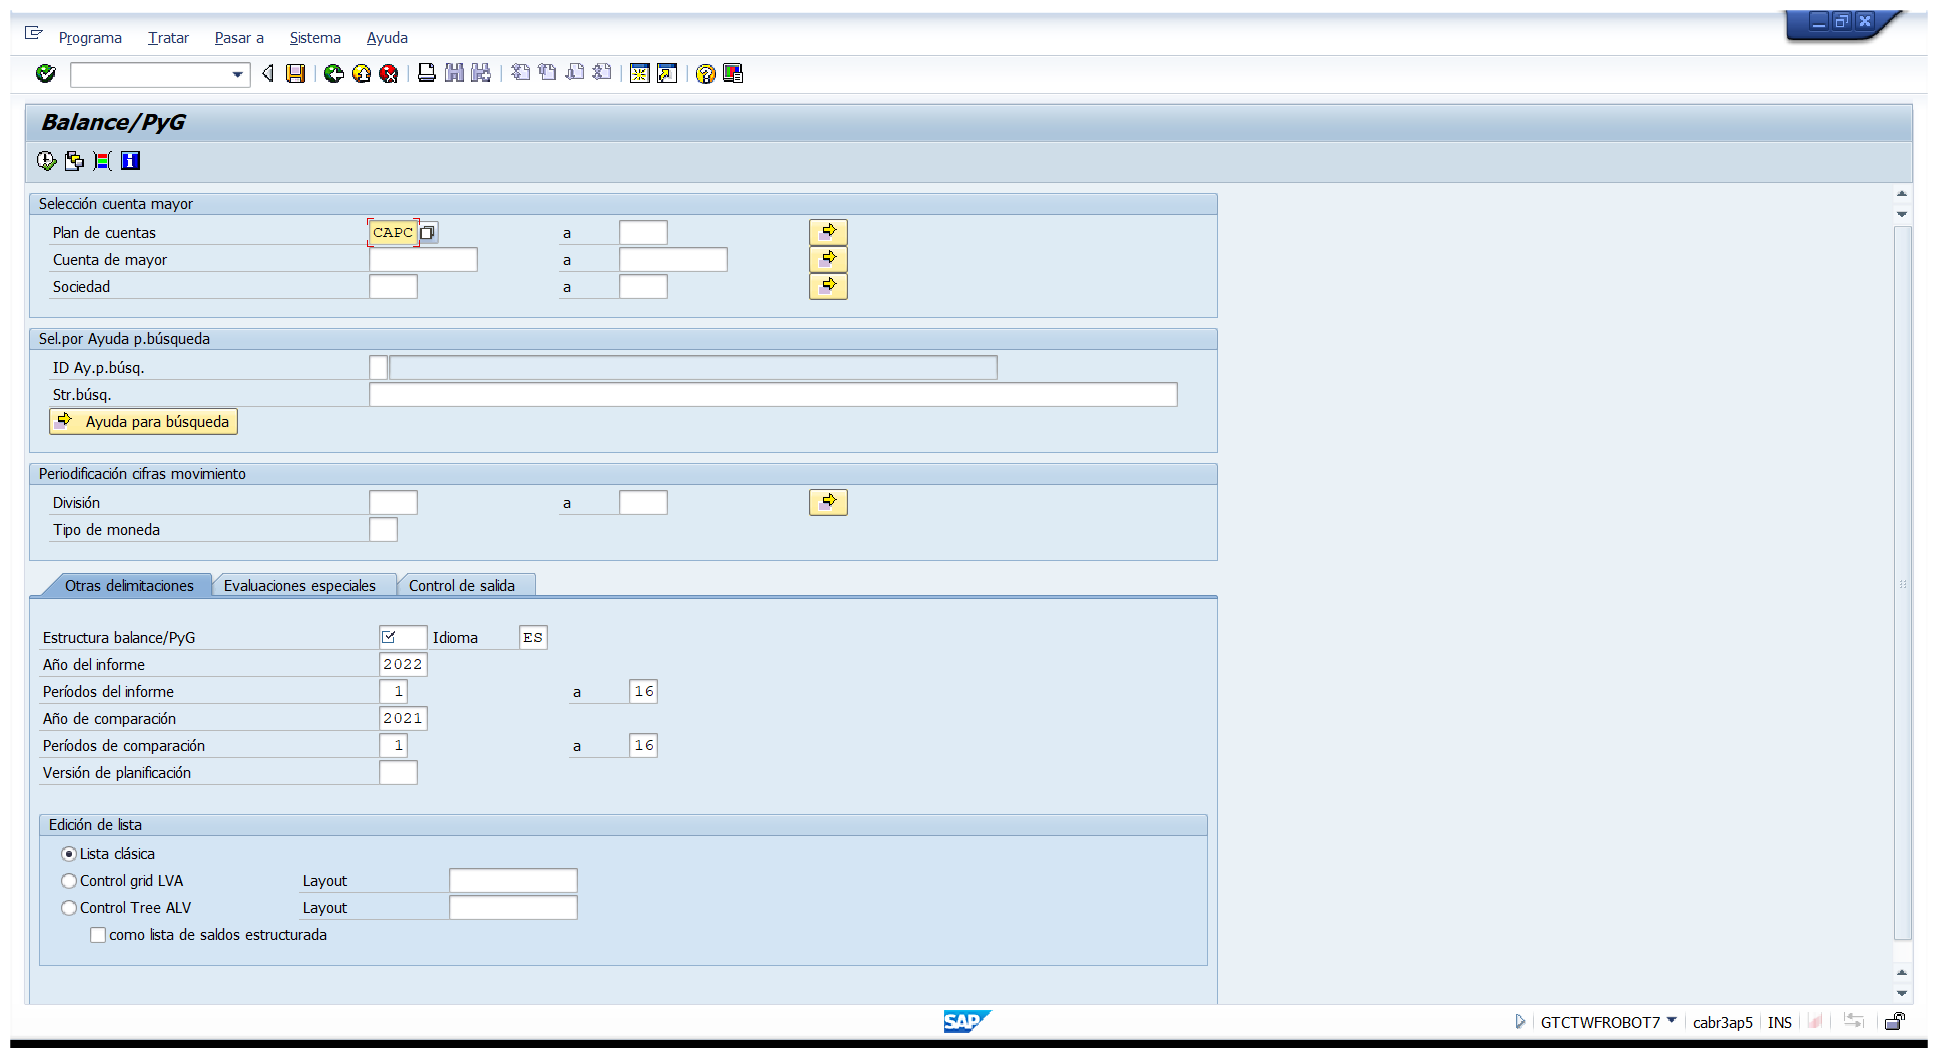 Programa Tratar Pasar a Sistema Ayuda
Balance/PyG
Selección cuenta mayor
Plan de cuentas CAPC a
Cuenta de mayor a
Sociedad a
Sel.por Ayuda p.búsqueda
ID Ay.p.búsq.
Str.búsq.
Ayuda para búsqueda
Periodificación cifras movimiento
División a
Tipo de moneda
Otras delimitaciones Evaluaciones especiales Control de salida
Estructura balance/PyG Idioma ES
Año del informe 2022
Períodos del informe 1 a 16
Año de comparación 2021
Períodos de comparación 1 a 16
Versión de planificación
Edición de lista
Lista clásica
Control grid LVA Layout
Control Tree ALV Layout
como lista de saldos estructurada
SAP GTCTWFROBOT7 cabr3ap5 INS